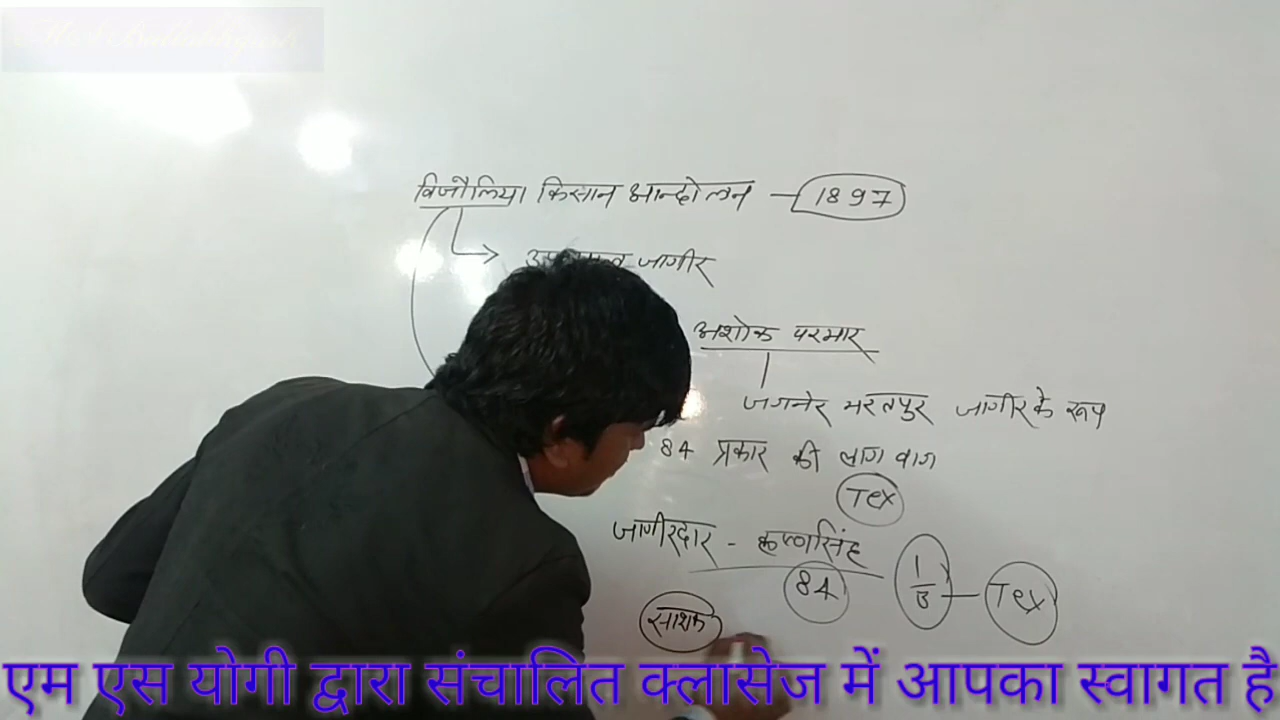 विजौलिया किसान आन्दोलन - 1897
जागीर
अशोक परमार
जगनेर भरतपुर जागीर के रूप
84 प्रकार की लाग वाग
Tex
जागीरदार - कृष्णसिंह
84 1/3 - Tex
साशक
एम एस योगी द्वारा संचालित क्लासेज में आपका स्वागत है